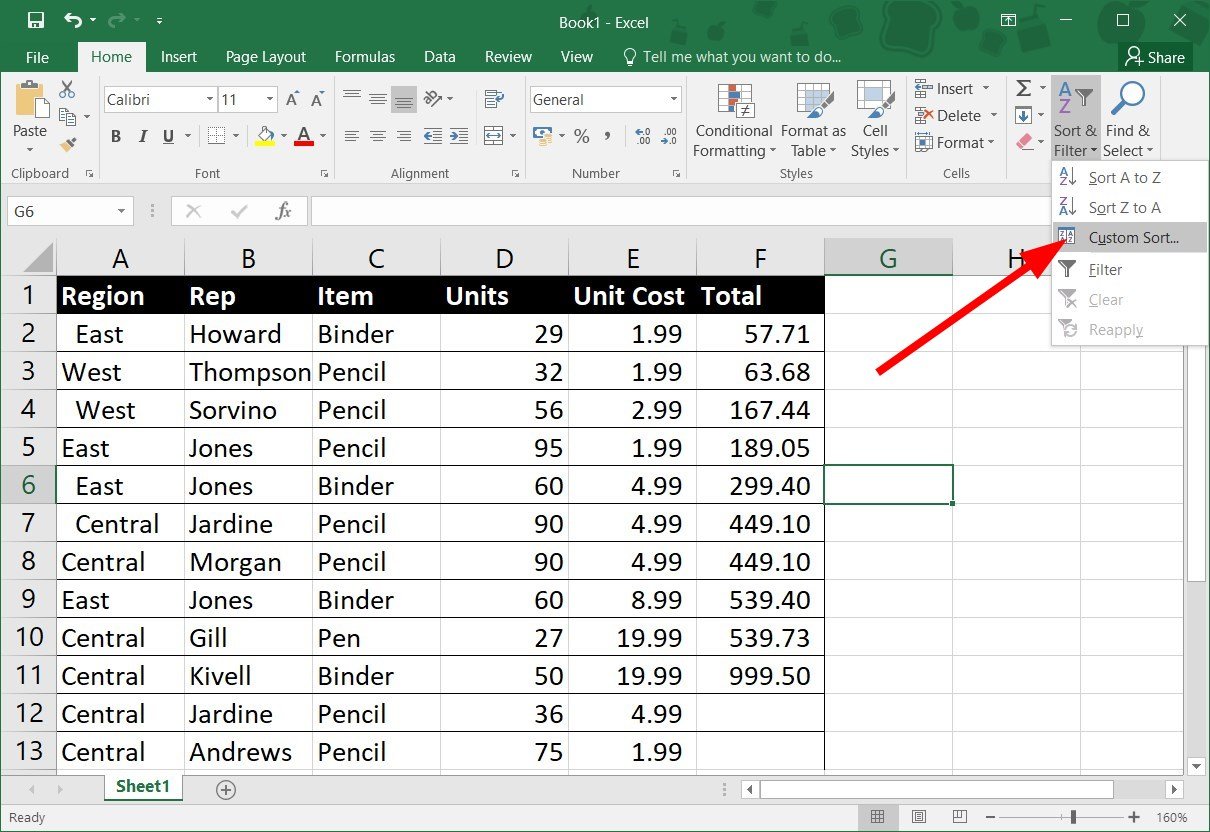 Book1 - Excel
File Home Insert Page Layout Formulas Data Review View Tell me what you want to do... Share
Calibri 11 General Insert Σ
Paste B I U A % , Delete
Conditional Formatting Format as Table Cell Styles Format Sort & Filter Find & Select
Clipboard Font Alignment Number Styles Cells
Sort A to Z
Sort Z to A
Custom Sort...
Filter
Clear
Reapply
G6 fx
A B C D E F G H
1 Region Rep Item Units Unit Cost Total
2 East Howard Binder 29 1.99 57.71
3 West Thompson Pencil 32 1.99 63.68
4 West Sorvino Pencil 56 2.99 167.44
5 East Jones Pencil 95 1.99 189.05
6 East Jones Binder 60 4.99 299.40
7 Central Jardine Pencil 90 4.99 449.10
8 Central Morgan Pencil 90 4.99 449.10
9 East Jones Binder 60 8.99 539.40
10 Central Gill Pen 27 19.99 539.73
11 Central Kivell Binder 50 19.99 999.50
12 Central Jardine Pencil 36 4.99
13 Central Andrews Pencil 75 1.99
Sheet1
Ready 160%